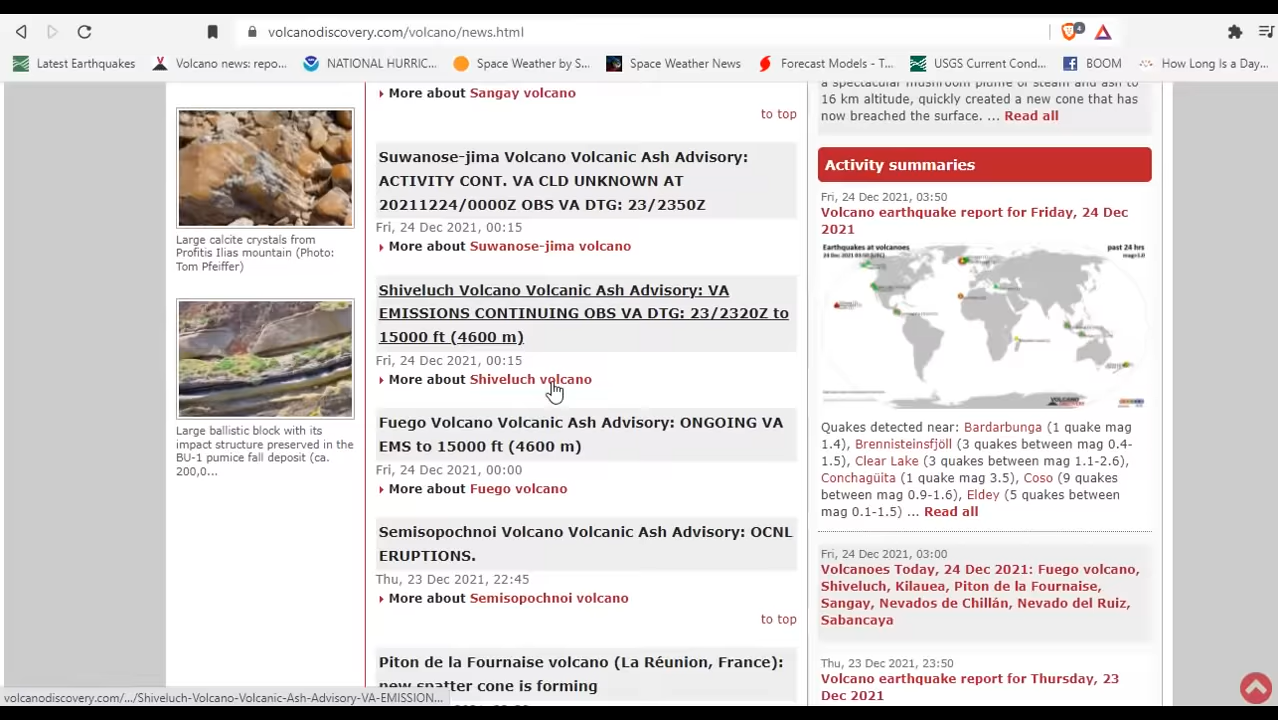 volcanodiscovery.com/volcano/news.html
4
Latest Earthquakes
Volcano news: repo...
NATIONAL HURRIC...
Space Weather by S...
Space Weather News
Forecast Models - T...
USGS Current Cond...
BOOM
How Long Is a Day...
Large calcite crystals from
Profitis Ilias mountain (Photo:
Tom Pfeiffer)
Large ballistic block with its
impact structure preserved in the
BU-1 pumice fall deposit (ca.
200,0...
More about Sangay volcano
to top
Suwanose-jima Volcano Volcanic Ash Advisory:
ACTIVITY CONT. VA CLD UNKNOWN AT
20211224/0000Z OBS VA DTG: 23/2350Z
Fri, 24 Dec 2021, 00:15
More about Suwanose-jima volcano
Shiveluch Volcano Volcanic Ash Advisory: VA
EMISSIONS CONTINUING OBS VA DTG: 23/2320Z to
15000 ft (4600 m)
Fri, 24 Dec 2021, 00:15
More about Shiveluch volcano
Fuego Volcano Volcanic Ash Advisory: ONGOING VA
EMS to 15000 ft (4600 m)
Fri, 24 Dec 2021, 00:00
More about Fuego volcano
Semisopochnoi Volcano Volcanic Ash Advisory: OCNL
ERUPTIONS.
Thu, 23 Dec 2021, 22:45
More about Semisopochnoi volcano
to top
Piton de la Fournaise volcano (La Réunion, France):
new spatter cone is forming
a spectacular mushroom plume of steam and ash to
16 km altitude, quickly created a new cone that has
now breached the surface. ... Read all
Activity summaries
Fri, 24 Dec 2021, 03:50
Volcano earthquake report for Friday, 24 Dec
2021
Earthquakes at volcanoes
past 24 hrs
Quakes detected near: Bardarbunga (1 quake mag
1.4), Brennisteinsfjöll (3 quakes between mag 0.4-
1.5), Clear Lake (3 quakes between mag 1.1-2.6),
Conchagüita (1 quake mag 3.5), Coso (9 quakes
between mag 0.9-1.6), Eldey (5 quakes between
mag 0.1-1.5) ... Read all
Fri, 24 Dec 2021, 03:00
Volcanoes Today, 24 Dec 2021: Fuego volcano,
Shiveluch, Kilauea, Piton de la Fournaise,
Sangay, Nevados de Chillán, Nevado del Ruiz,
Sabancaya
Thu, 23 Dec 2021, 23:50
Volcano earthquake report for Thursday, 23
Dec 2021
volcanodiscovery.com/.../Shiveluch-Volcano-Volcanic-Ash-Advisory-VA-EMISSION...